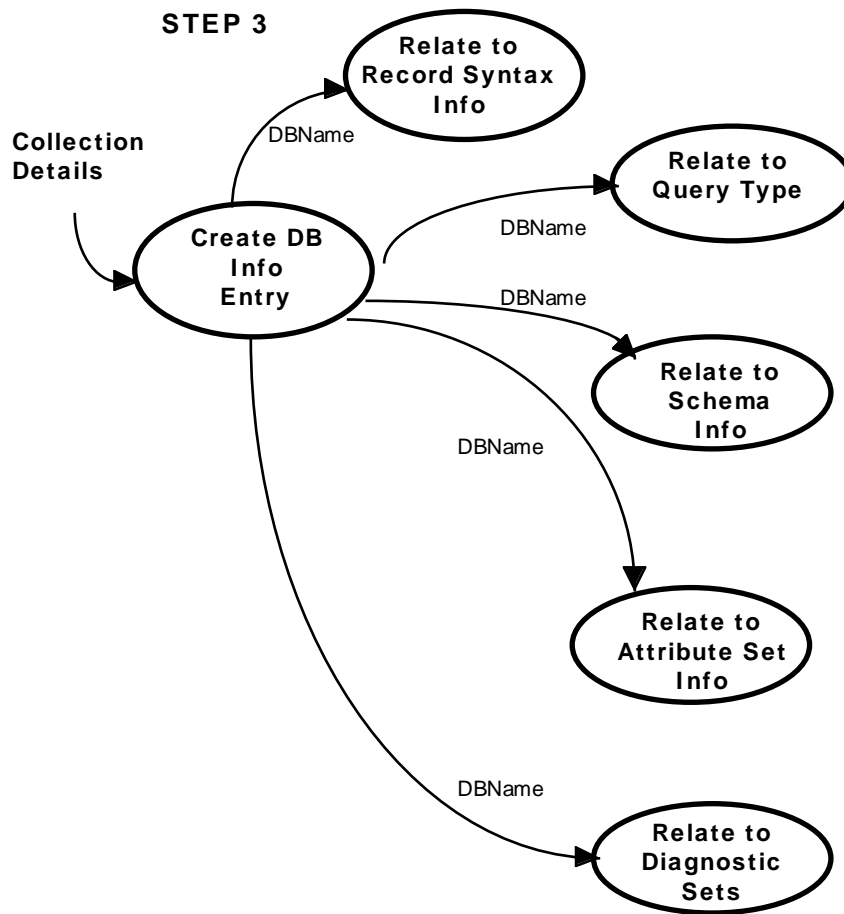 STEP 3
Relate to
Record Syntax
Info
DBName
Collection
Details
Relate to
Query Type
DBName
Create DB
Info
Entry
DBName
Relate to
Schema
Info
DBName
Relate to
Attribute Set
Info
DBName
Relate to
Diagnostic
Sets